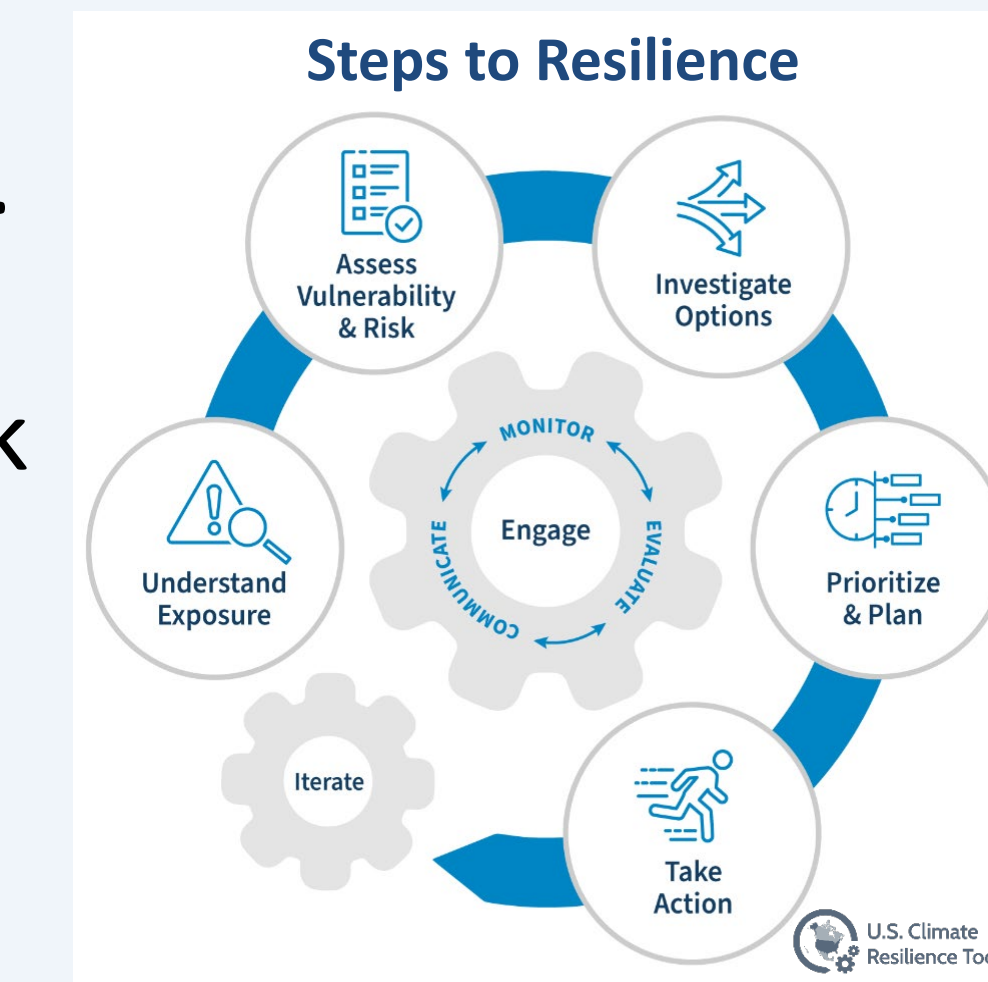 Steps to Resilience
Assess
Vulnerability
& Risk
Investigate
Options
Understand
Exposure
MONITOR
EVALUATE
COMMUNICATE
Engage
Prioritize
& Plan
Iterate
Take
Action
U.S. Climate
Resilience